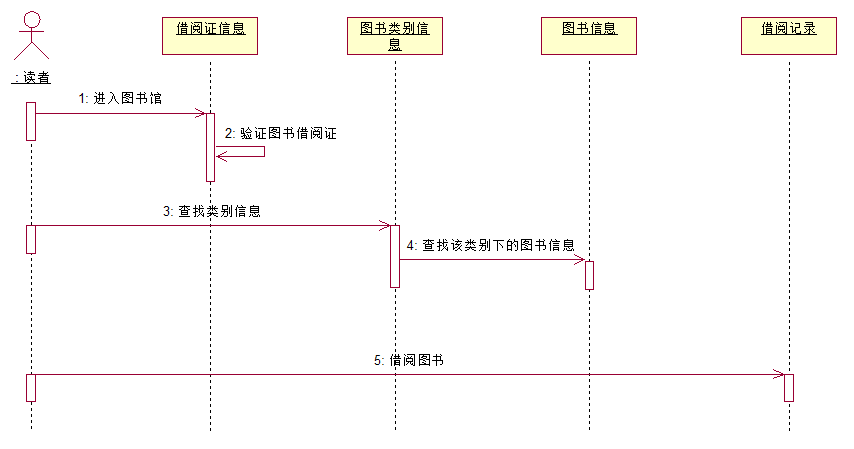 借阅证信息
图书类别信
息
图书信息
借阅记录
: 读者
1: 进入图书馆
2: 验证图书借阅证
3: 查找类别信息
4: 查找该类别下的图书信息
5: 借阅图书